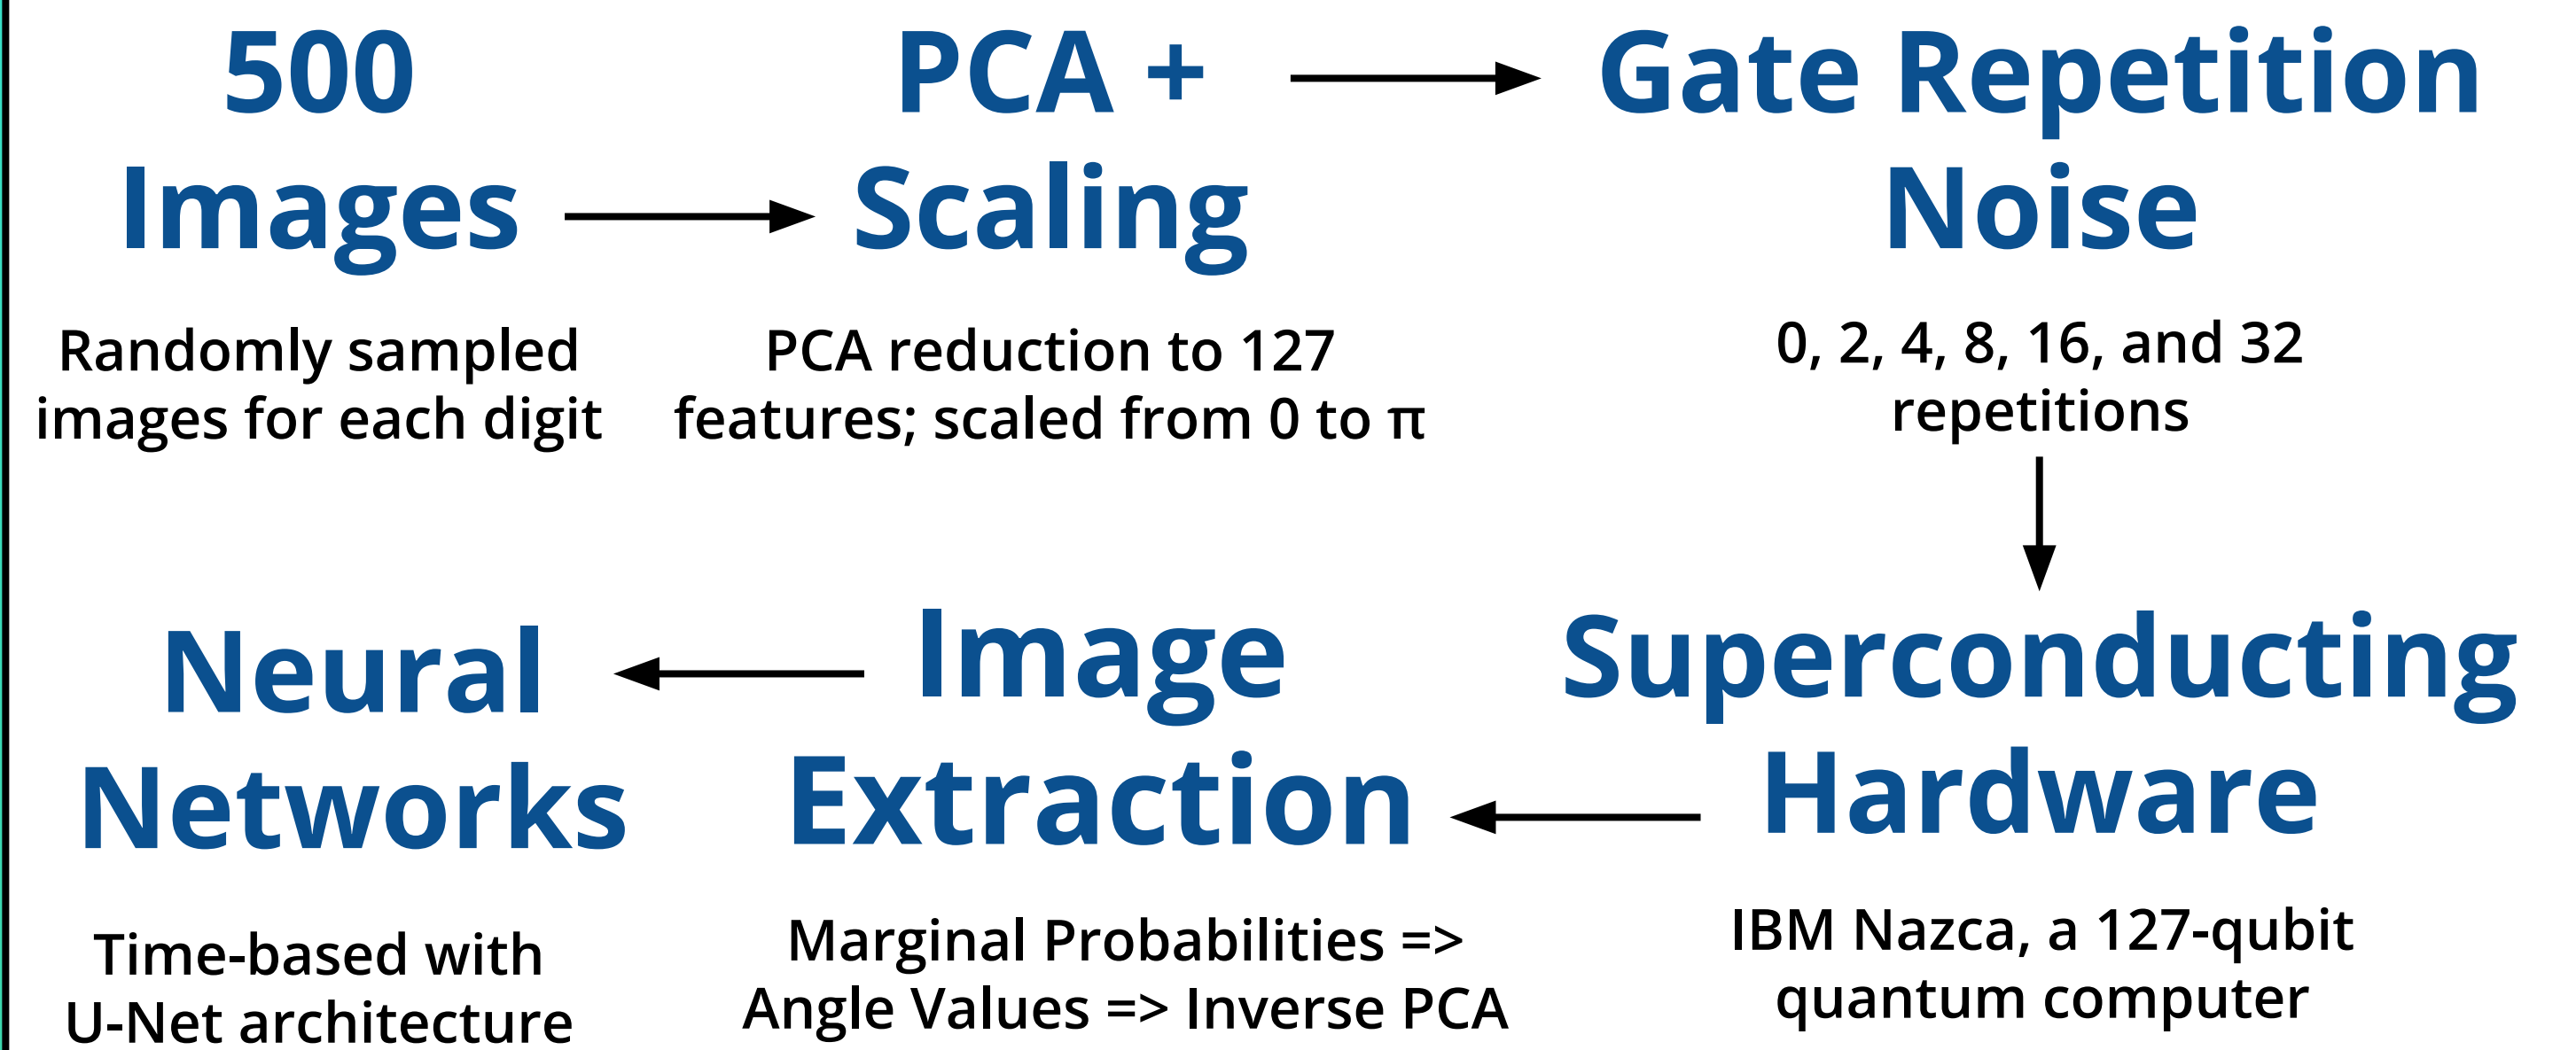 500
Images
Randomly sampled
images for each digit
PCA +
Scaling
PCA reduction to 127
features; scaled from 0 to π
Gate Repetition
Noise
0, 2, 4, 8, 16, and 32
repetitions
Superconducting
Hardware
IBM Nazca, a 127-qubit
quantum computer
Image
Extraction
Marginal Probabilities =>
Angle Values => Inverse PCA
Neural
Networks
Time-based with
U-Net architecture